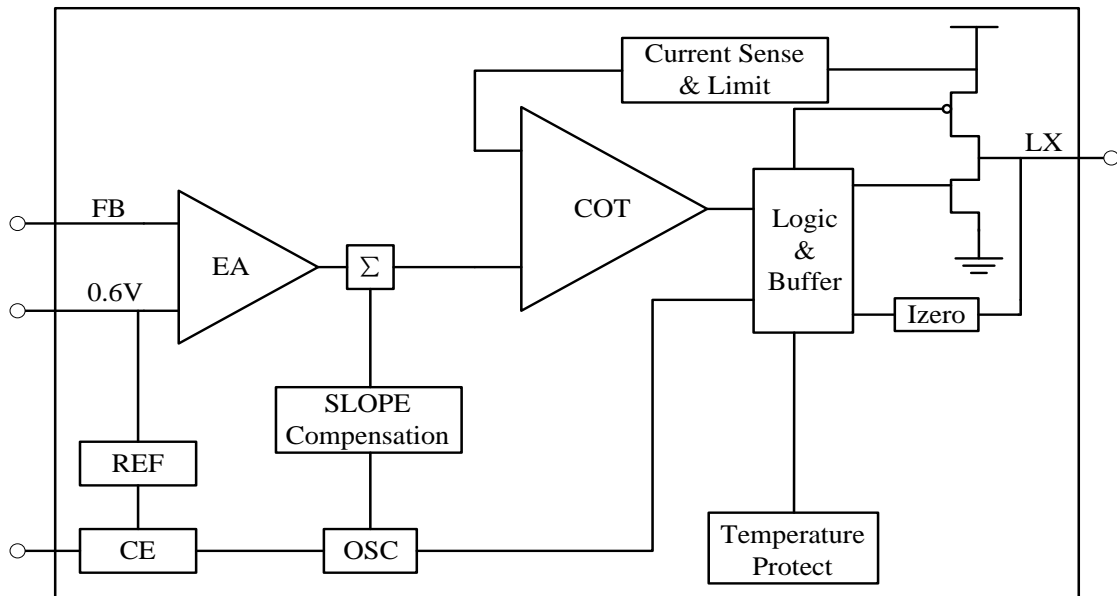 Current Sense
& Limit
LX
FB
COT
Logic
&
Buffer
EA
Σ
0.6V
Izero
SLOPE
Compensation
REF
Temperature
Protect
CE
OSC